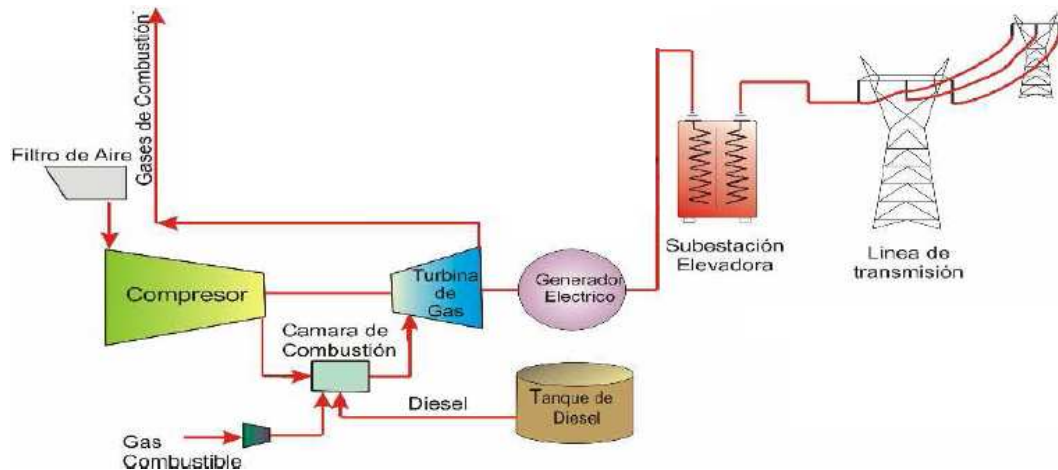 Gases de Combustión
Filtro de Aire
Compresor
Turbina
de
Gas
Generador
Electrico
Subestación
Elevadora
Linea de
transmisión
Camara de
Combustión
Diesel
Tanque de
Diesel
Gas
Combustible